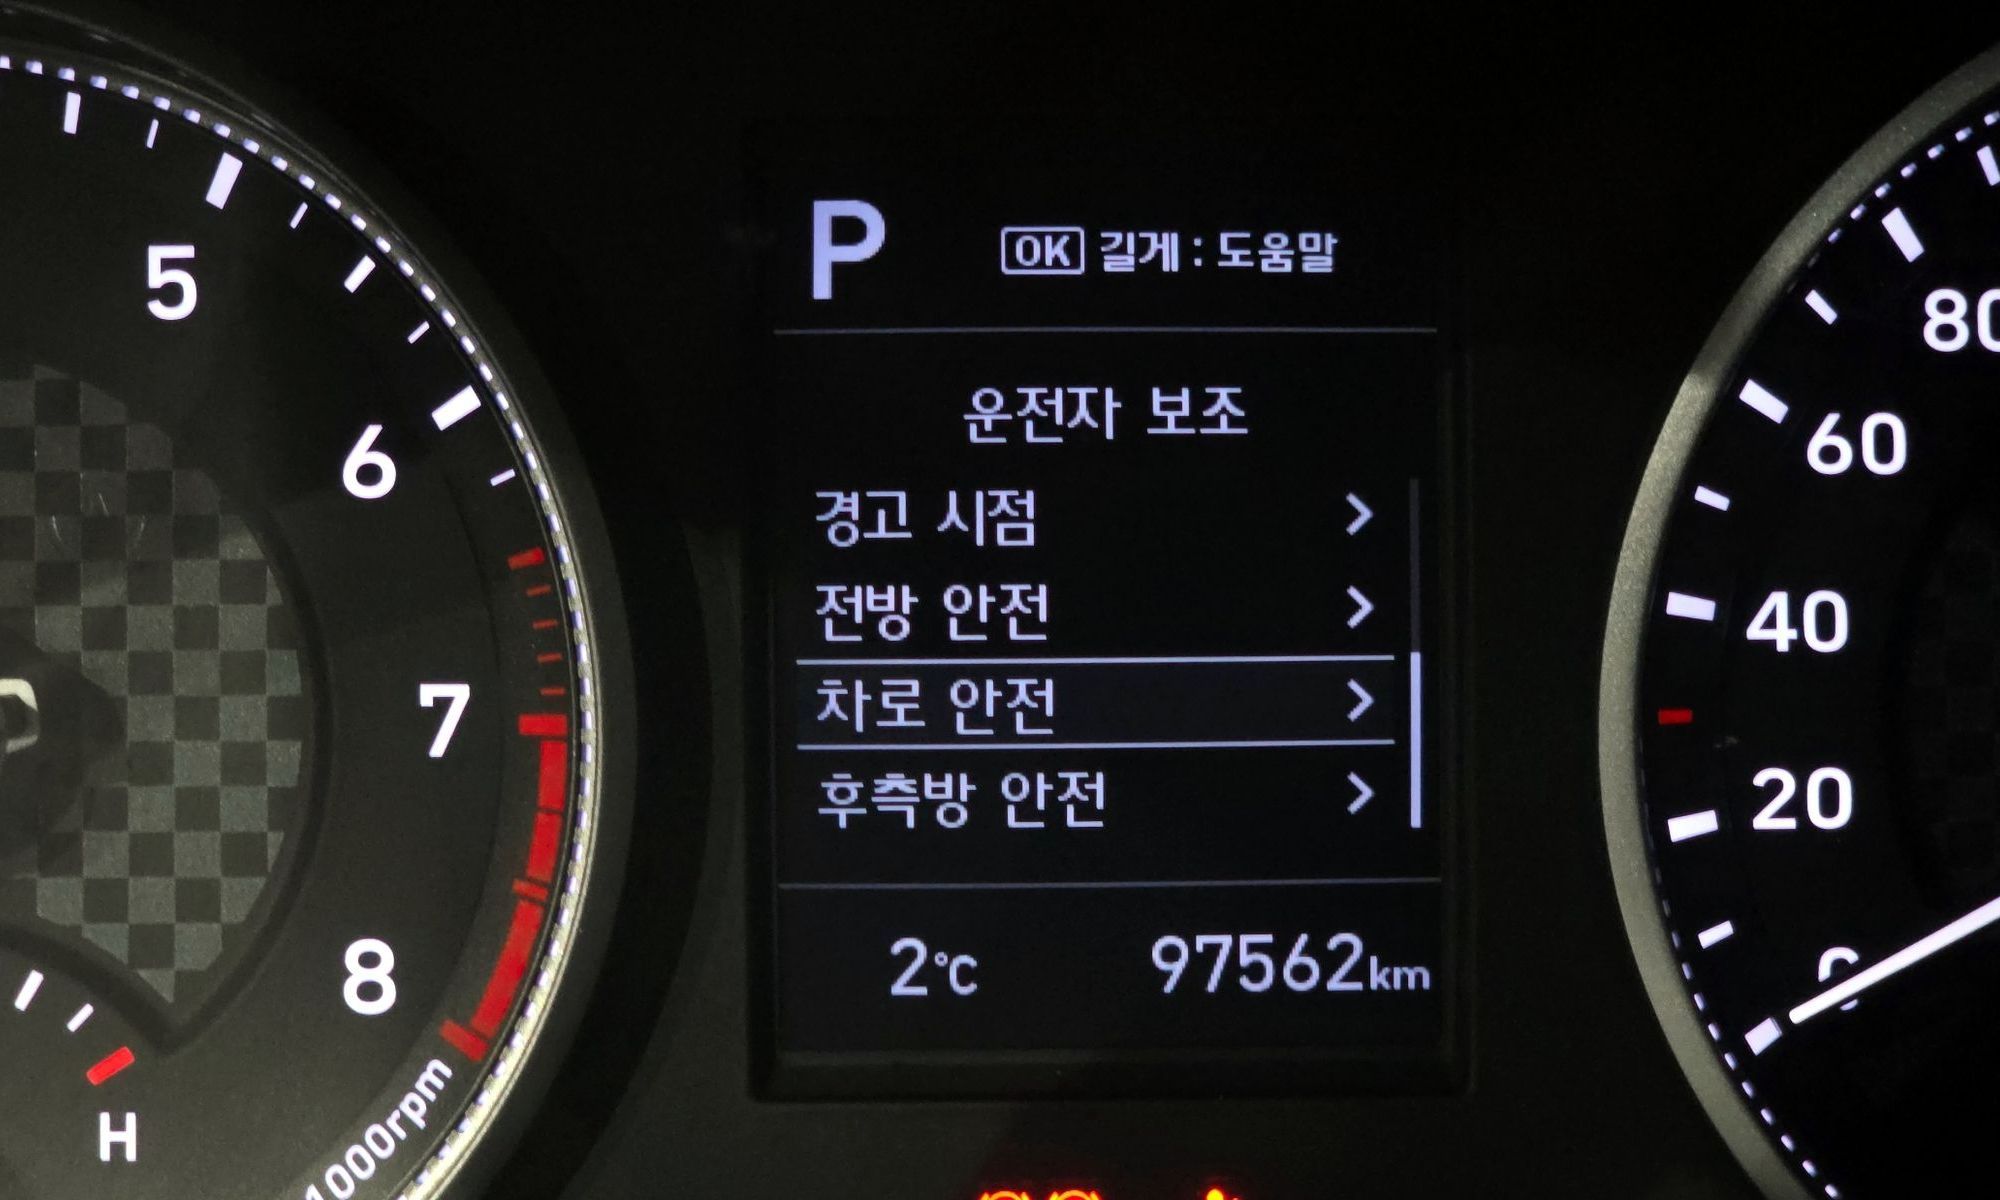 P
OK 길게 : 도움말
운전자 보조
경고 시점
전방 안전
차로 안전
후측방 안전
2°C 97562km
5
6
7
8
H
1000rpm
80
60
40
20
0